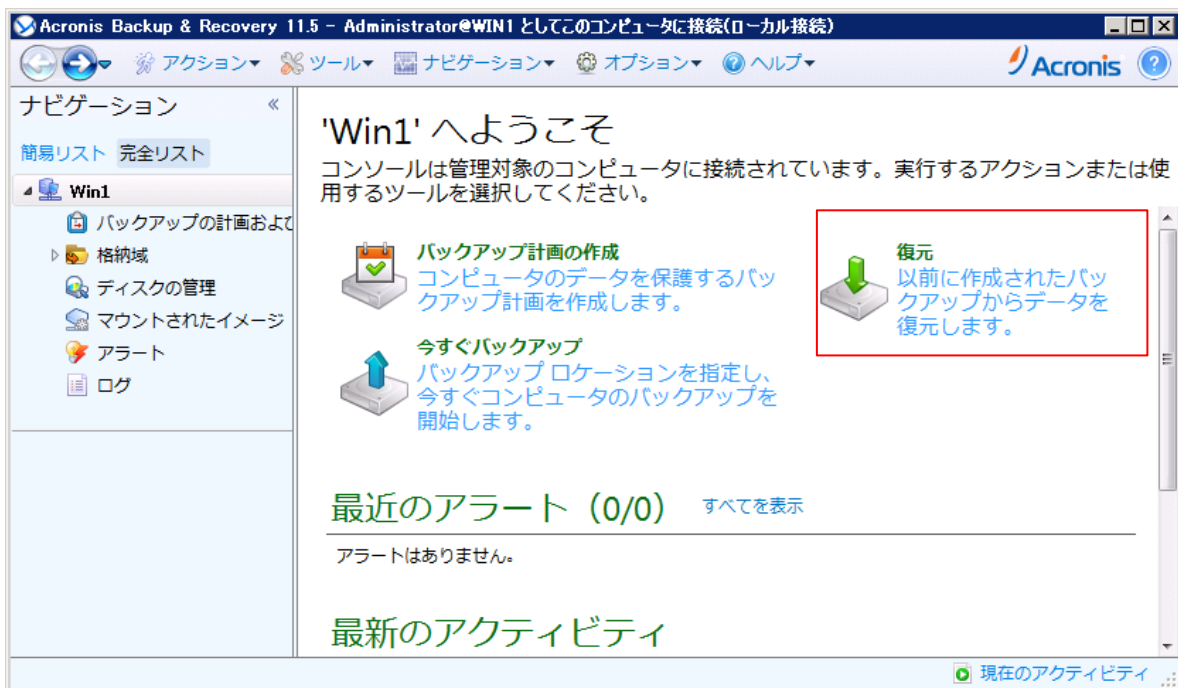 Acronis Backup & Recovery 11.5 - Administrator@WIN1 としてこのコンピュータに接続(ローカル接続)
アクション ツール ナビゲーション オプション ヘルプ Acronis
ナビゲーション
簡易リスト 完全リスト
Win1
バックアップの計画およひ
格納域
ディスクの管理
マウントされたイメージ
アラート
ログ
'Win1' へようこそ
コンソールは管理対象のコンピュータに接続されています。実行するアクションまたは使
用するツールを選択してください。
バックアップ計画の作成
コンピュータのデータを保護するバッ
クアップ計画を作成します。
復元
以前に作成されたバッ
クアップからデータを
復元します。
今すぐバックアップ
バックアップ ロケーションを指定し、
今すぐコンピュータのバックアップを
開始します。
最近のアラート (0/0) すべてを表示
アラートはありません。
最新のアクティビティ
現在のアクティビティ